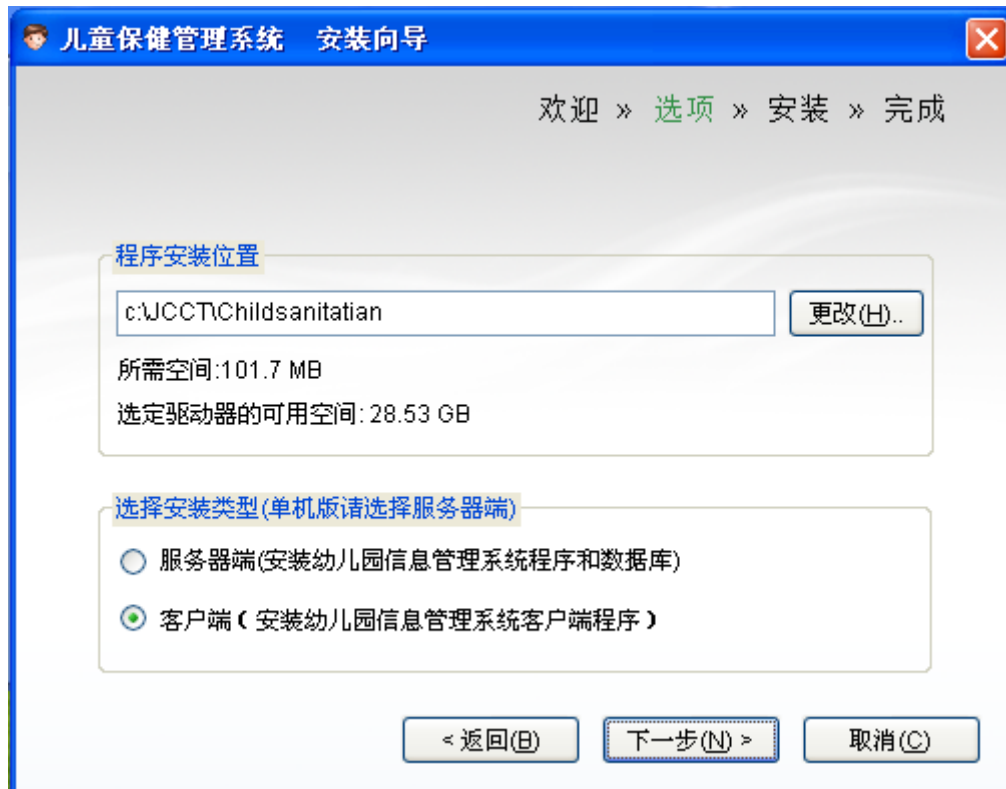 儿童保健管理系统 安装向导
欢迎 » 选项 » 安装 » 完成
程序安装位置
c:\JCCT\Childsanitatian
更改(H)..
所需空间:101.7 MB
选定驱动器的可用空间: 28.53 GB
选择安装类型(单机版请选择服务器端)
服务器端(安装幼儿园信息管理系统程序和数据库)
客户端(安装幼儿园信息管理系统客户端程序)
<返回(B) 下一步(N)> 取消(C)